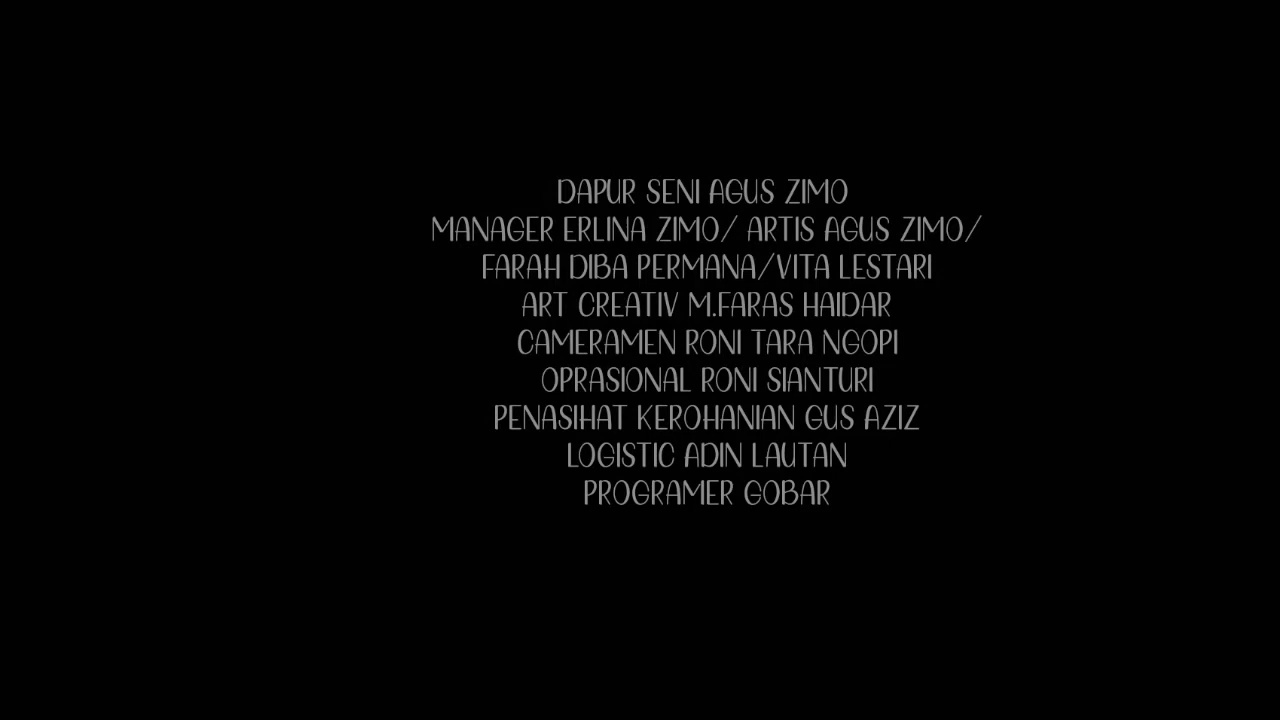 DAPUR SENI AGUS ZIMO
MANAGER ERLINA ZIMO/ ARTIS AGUS ZIMO/
FARAH DIBA PERMANA/VITA LESTARI
ART CREATIV M.FARAS HAIDAR
CAMERAMEN RONI TARA NGOPI
OPRASIONAL RONI SIANTURI
PENASIHAT KEROHANIAN GUS AZIZ
LOGISTIC ADIN LAUTAN
PROGRAMER GOBAR